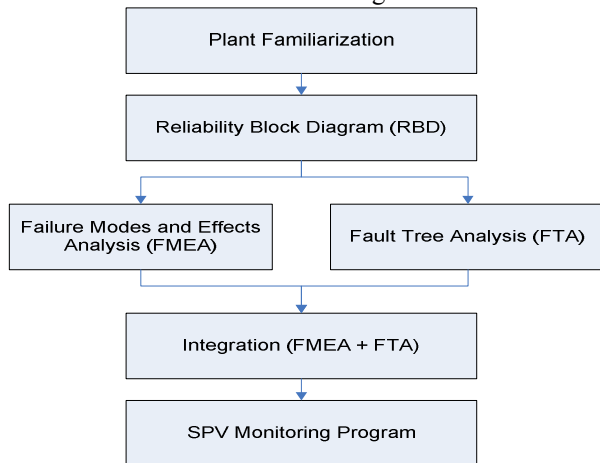 Plant Familiarization
Reliability Block Diagram (RBD)
Failure Modes and Effects
Analysis (FMEA)
Fault Tree Analysis (FTA)
Integration (FMEA + FTA)
SPV Monitoring Program